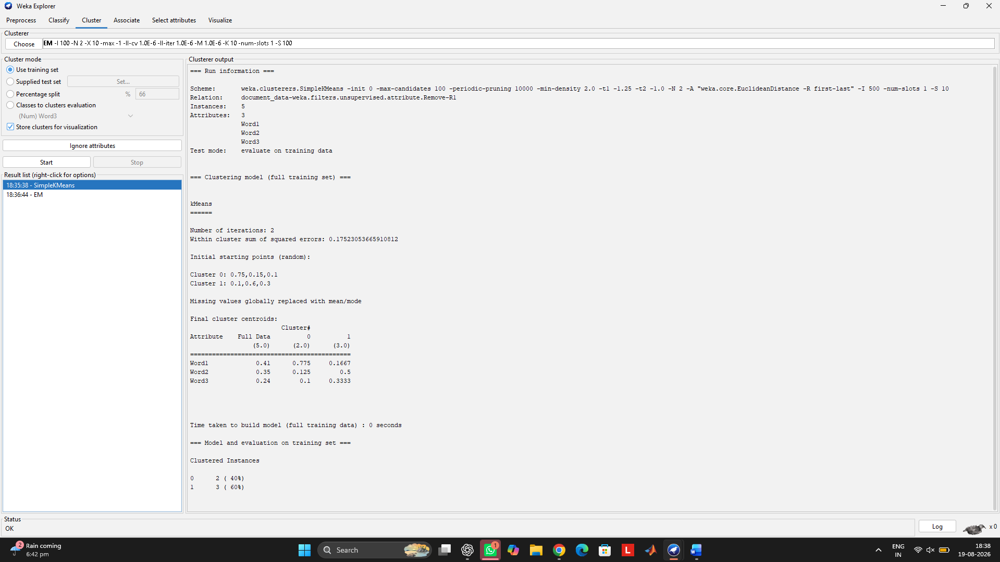 Weka Explorer
Preprocess Classify Cluster Associate Select attributes Visualize
Clusterer
Choose EM -I 100 -N 2 -X 10 -max -1 -ll-cv 1.0E-6 -ll-iter 1.0E-6 -M 1.0E-6 -K 10 -num-slots 1 -S 100
Cluster mode
Use training set
Supplied test set Set...
Percentage split % 66
Classes to clusters evaluation
(Num) Word3
Store clusters for visualization
Ignore attributes
Start Stop
Result list (right-click for options)
18:35:38 - SimpleKMeans
18:36:44 - EM
Clusterer output
=== Run information ===
Scheme: weka.clusterers.SimpleKMeans -init 0 -max-candidates 100 -periodic-pruning 10000 -min-density 2.0 -t1 -1.25 -t2 -1.0 -N 2 -A "weka.core.EuclideanDistance -R first-last" -I 500 -num-slots 1 -S 10
Relation: document_data-weka.filters.unsupervised.attribute.Remove-R1
Instances: 5
Attributes: 3
Word1
Word2
Word3
Test mode: evaluate on training data
=== Clustering model (full training set) ===
kMeans
======
Number of iterations: 2
Within cluster sum of squared errors: 0.17523053665910812
Initial starting points (random):
Cluster 0: 0.75,0.15,0.1
Cluster 1: 0.1,0.6,0.3
Missing values globally replaced with mean/mode
Final cluster centroids:
Cluster#
Attribute Full Data 0 1
(5.0) (2.0) (3.0)
============================================
Word1 0.41 0.775 0.1667
Word2 0.35 0.125 0.5
Word3 0.24 0.1 0.3333
Time taken to build model (full training data) : 0 seconds
=== Model and evaluation on training set ===
Clustered Instances
0 2 ( 40%)
1 3 ( 60%)
Status
OK
Log x 0
2 Rain coming
6:42 pm
Search
1
L
W
ENG
IN
18:38
19-08-2026